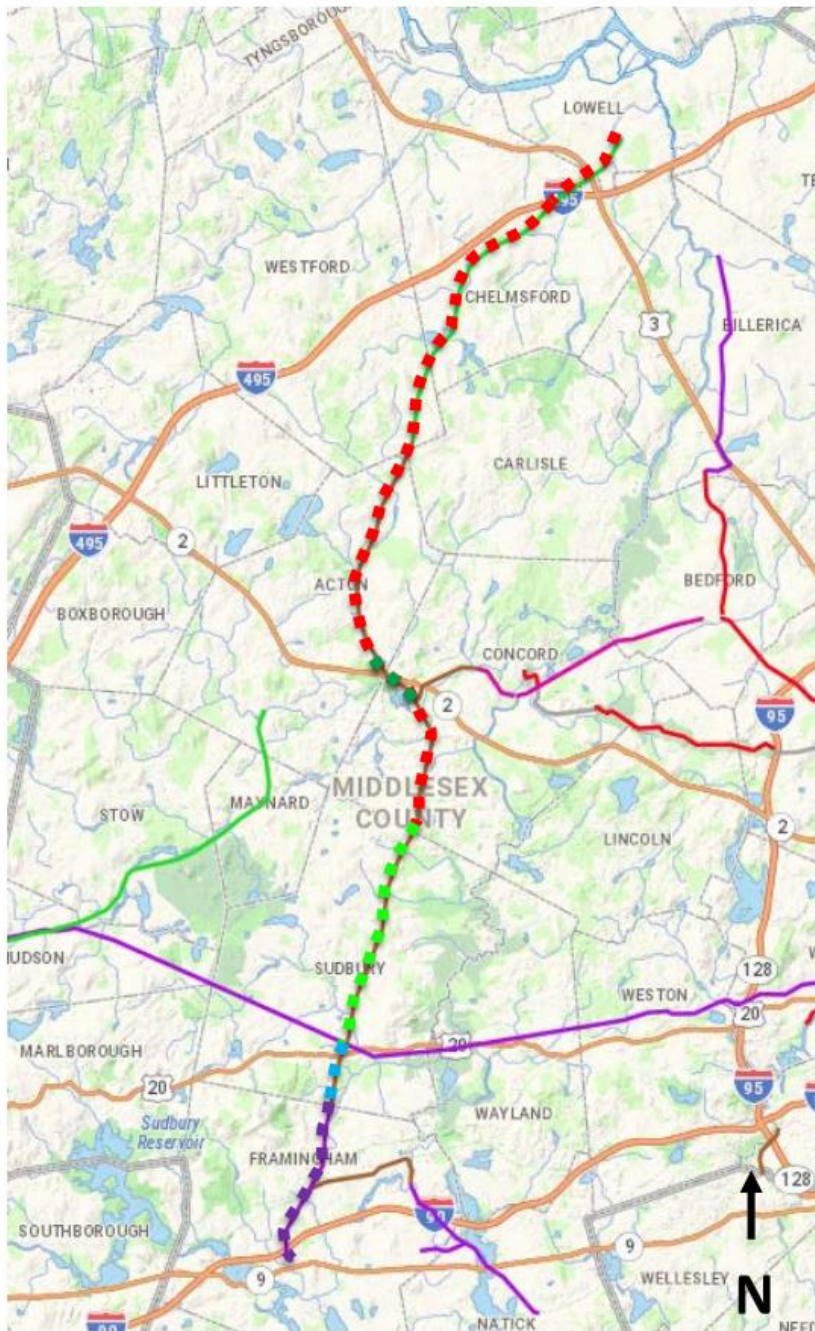 TYNGSBOROUGH
LOWELL
495
WESTFORD
CHELMSFORD
3
BILLERICA
495
CARLISLE
LITTLETON
2
495
ACTON
BEDFORD
BOXBOROUGH
CONCORD
2
95
MIDDLESEX
COUNTY
MAYNARD
STOW
2
LINCOLN
HUDSON
SUDBURY
128
WESTON
20
20
MARLBOROUGH
20
95
Sudbury
Reservoir
WAYLAND
FRAMINGHAM
128
SOUTHBOROUGH
90
9
9
WELLESLEY
N
90
NATICK
NEED